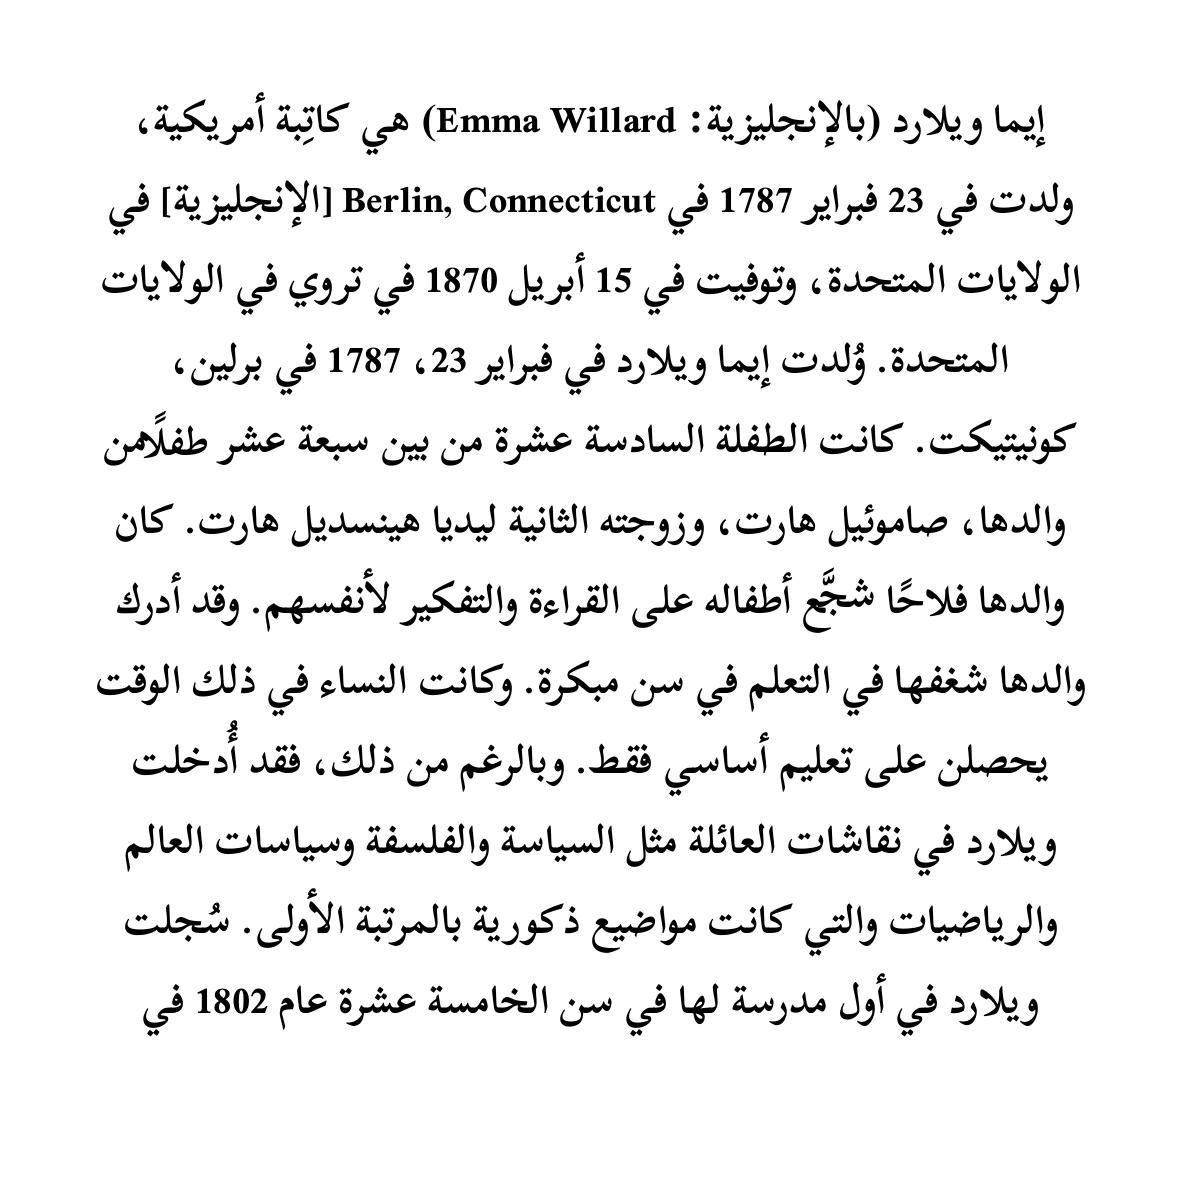 إيما ويلارد (بالإنجليزية: Emma Willard)‏ هي كاتِبة أمريكية،
ولدت في 23 فبراير 1787 في Berlin, Connecticut [الإنجليزية] في
الولايات المتحدة، وتوفيت في 15 أبريل 1870 في تروي في الولايات
المتحدة. وُلدت إيما ويلارد في فبراير 23، 1787 في برلين،
كونيتيكت. كانت الطفلة السادسة عشرة من بين سبعة عشر طفلًامن
والدها، صاموئيل هارت، وزوجته الثانية ليديا هينسديل هارت. كان
والدها فلاحًا شجَّع أطفاله على القراءة والتفكير لأنفسهم. وقد أدرك
والدها شغفها في التعلم في سن مبكرة. وكانت النساء في ذلك الوقت
يحصلن على تعليم أساسي فقط. وبالرغم من ذلك، فقد أُدخلت
ويلارد في نقاشات العائلة مثل السياسة والفلسفة وسياسات العالم
والرياضيات والتي كانت مواضيع ذكورية بالمرتبة الأولى. سُجلت
ويلارد في أول مدرسة لها في سن الخامسة عشرة عام 1802 في